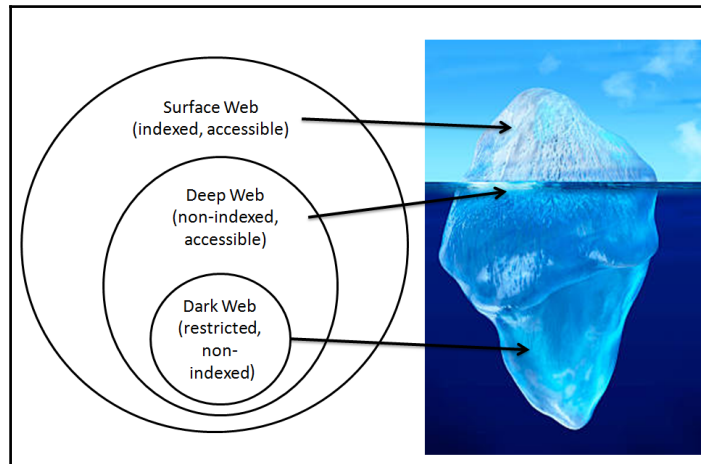 Surface Web
(indexed, accessible)
Deep Web
(non-indexed,
accessible)
Dark Web
(restricted,
non-
indexed)